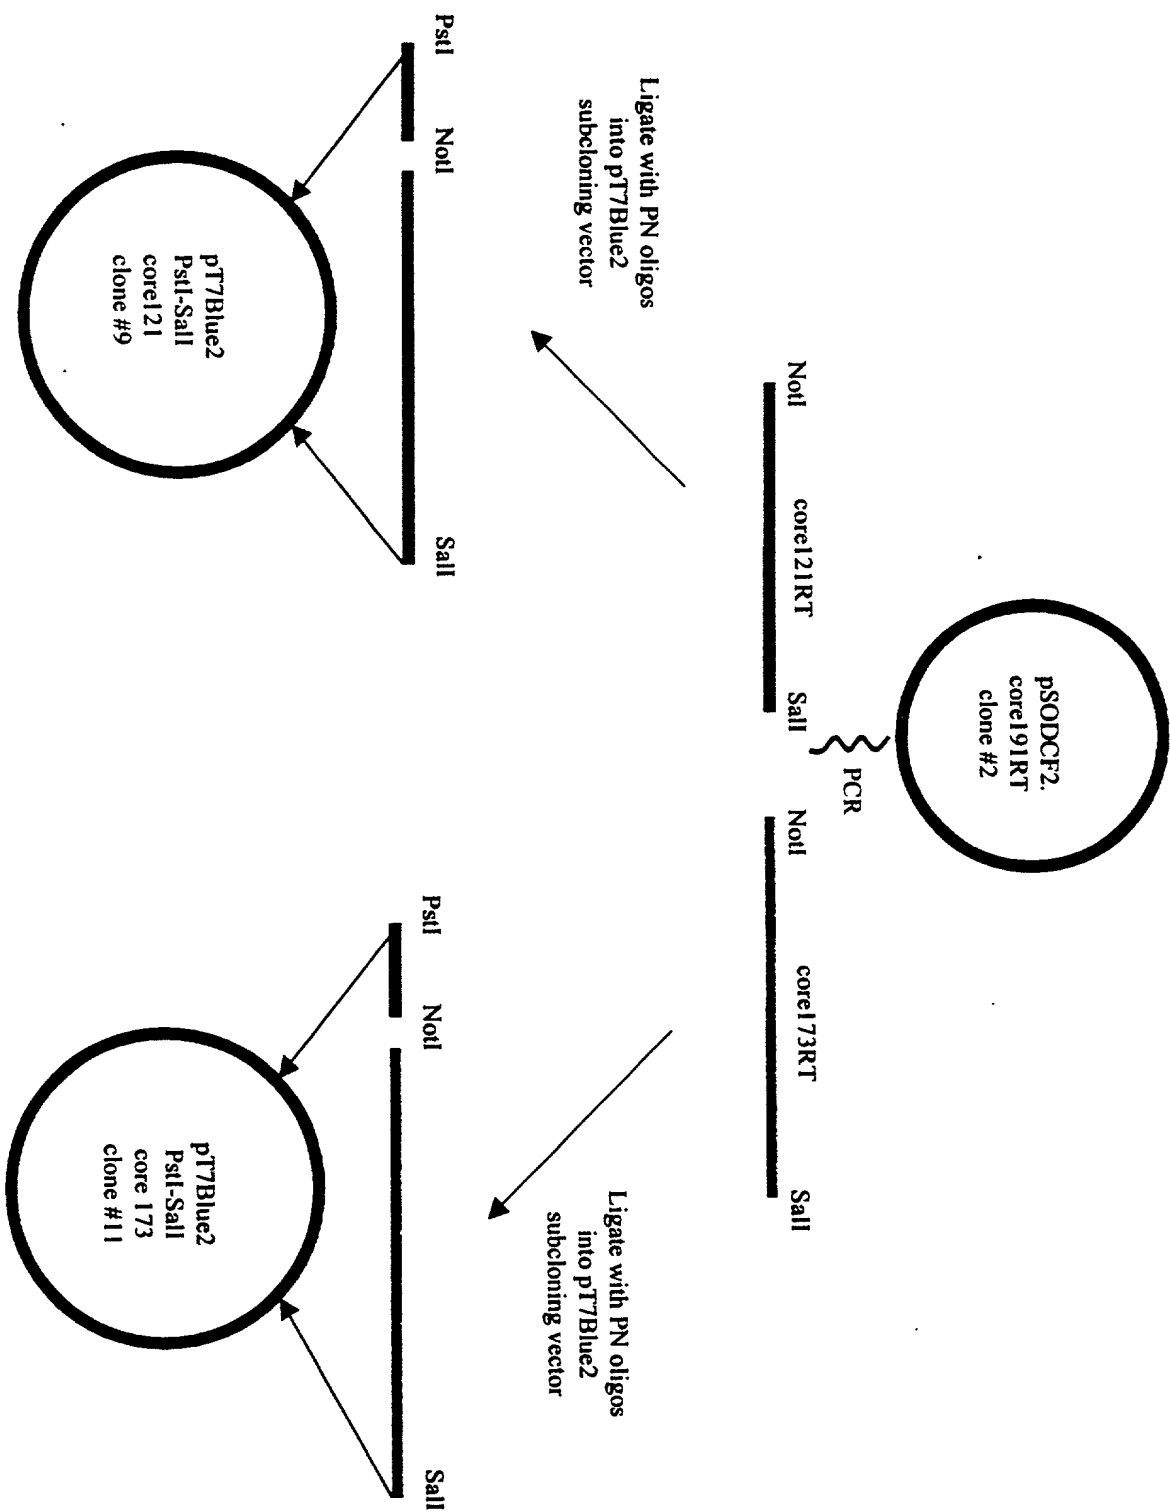 pSODCF2.
core191RT
clone #2
PCR
NotI
core121RT
SalI
NotI
core173RT
SalI
Ligate with PN oligos
into pT7Blue2
subcloning vector
Ligate with PN oligos
into pT7Blue2
subcloning vector
PstI
NotI
SalI
PstI
NotI
SalI
pT7Blue2
PstI-SalI
core121
clone #9
pT7Blue2
PstI-SalI
core 173
clone #11